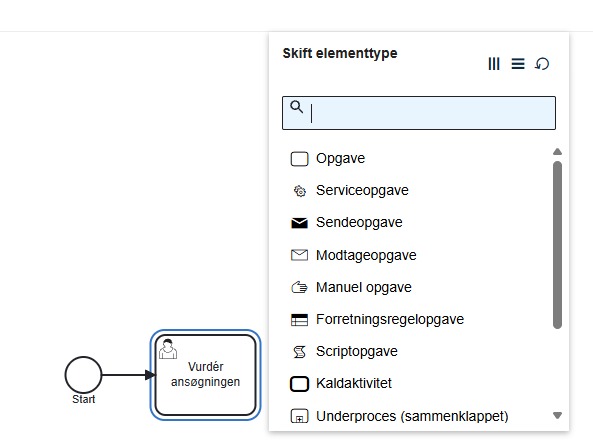 Skift elementtype
Opgave
Serviceopgave
Sendeopgave
Modtageopgave
Manuel opgave
Forretningsregelopgave
Scriptopgave
Kaldaktivitet
Underproces (sammenklappet)
Vurdér
ansøgningen
Start